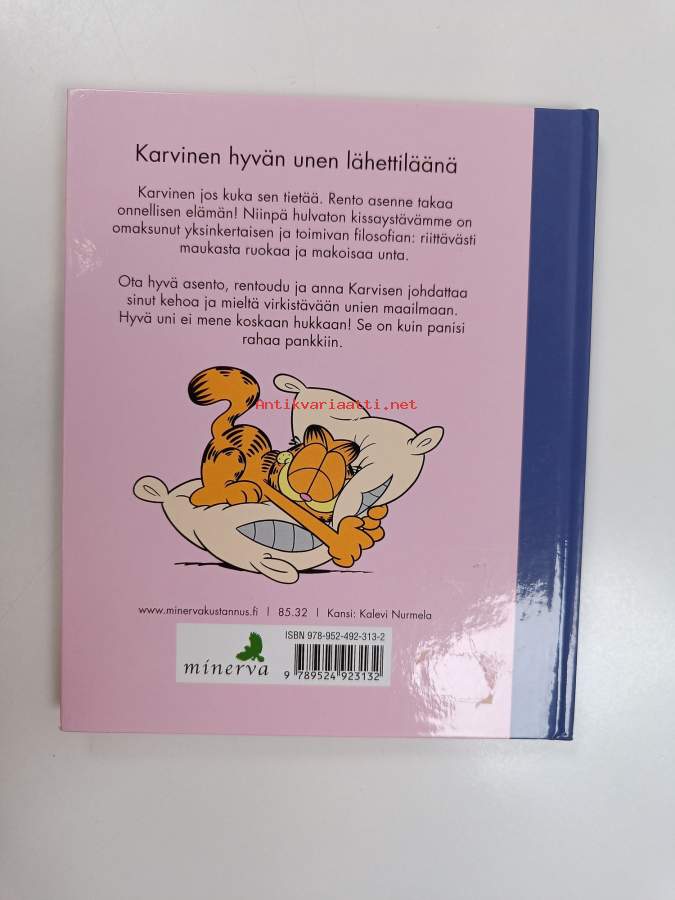 Karvinen hyvän unen lähettiläänä
Karvinen jos kuka sen tietää. Rento asenne takaa
onnellisen elämän! Niinpä hulvaton kissaystävämme on
omaksunut yksinkertaisen ja toimivan filosofian: riittävästi
maukasta ruokaa ja makoisaa unta.
Ota hyvä asento, rentoudu ja anna Karvisen johdattaa
sinut kehoa ja mieltä virkistävään unien maailmaan.
Hyvä uni ei mene koskaan hukkaan! Se on kuin panisi
rahaa pankkiin.
Antikvariaatti.net
www.minervakustannus.fi | 85.32 | Kansi: Kalevi Nurmela
minerva
ISBN 978-952-492-313-2
9 789524 923132